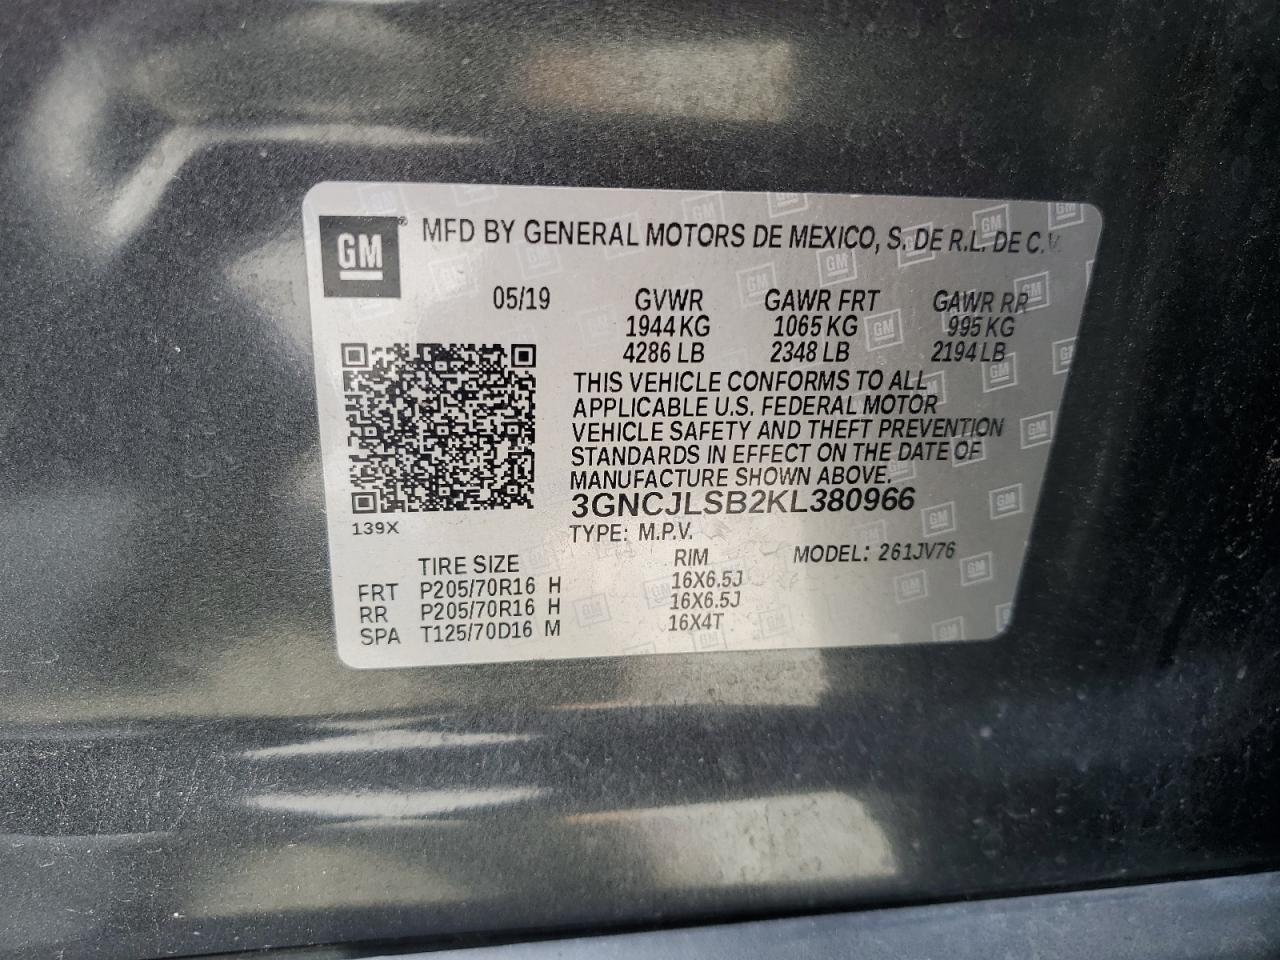 GM® MFD BY GENERAL MOTORS DE MEXICO, S. DE R.L. DE C.V.
05/19 GVWR GAWR FRT GAWR RR
1944 KG 1065 KG 995 KG
4286 LB 2348 LB 2194 LB
THIS VEHICLE CONFORMS TO ALL
APPLICABLE U.S. FEDERAL MOTOR
VEHICLE SAFETY AND THEFT PREVENTION
STANDARDS IN EFFECT ON THE DATE OF
MANUFACTURE SHOWN ABOVE.
3GNCJLSB2KL380966
139X
TYPE: M.P.V.
TIRE SIZE RIM MODEL: 261JV76
FRT P205/70R16 H 16X6.5J
RR P205/70R16 H 16X6.5J
SPA T125/70D16 M 16X4T